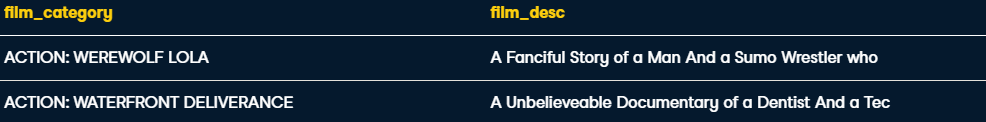 film_category film_desc
ACTION: WEREWOLF LOLA A Fanciful Story of a Man And a Sumo Wrestler who
ACTION: WATERFRONT DELIVERANCE A Unbelieveable Documentary of a Dentist And a Tec